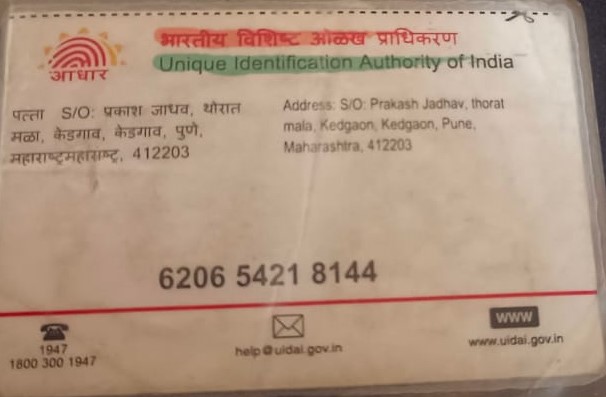 भारतीय विशिष्ट ओळख प्राधिकरण
Unique Identification Authority of India
आधार
पत्ता S/O: प्रकाश जाधव, थोरात
मळा, केडगाव, केडगाव, पुणे,
महाराष्ट्रमहाराष्ट्र, 412203
Address: S/O: Prakash Jadhav, thorat
mala, Kedgaon, Kedgaon, Pune,
Maharashtra, 412203
6206 5421 8144
1947
1800 300 1947
help@uidai.gov.in
WWW
www.uidai.gov.in